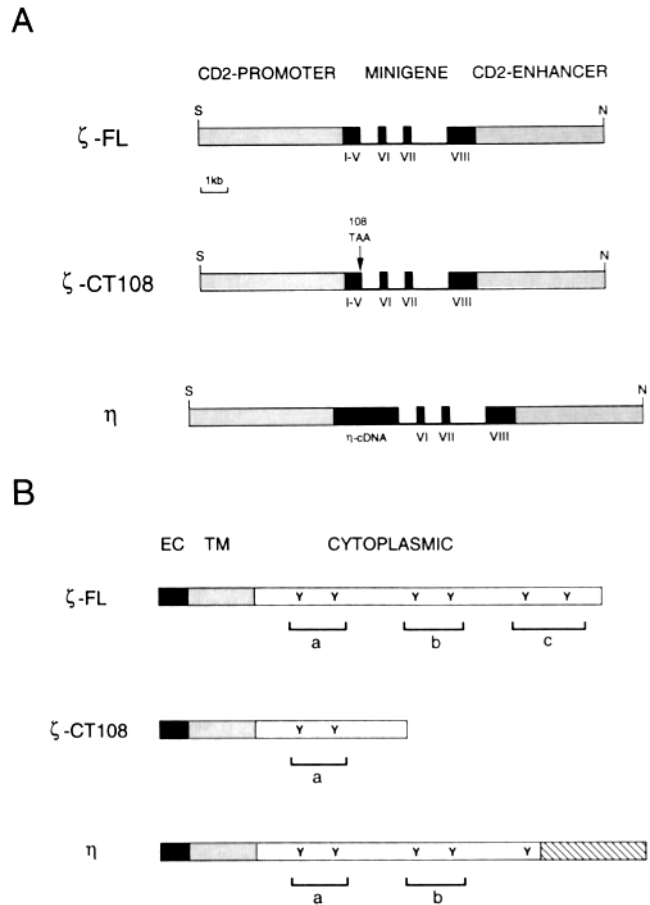 A
CD2-PROMOTER MINIGENE CD2-ENHANCER
S N
ζ-FL
I-V VI VII VIII
1kb
108
TAA
S N
ζ-CT108
I-V VI VII VIII
S N
η
η-cDNA VI VII VIII
B
EC TM CYTOPLASMIC
ζ-FL Y Y Y Y Y Y
a b c
ζ-CT108 Y Y
a
η Y Y Y Y Y
a b